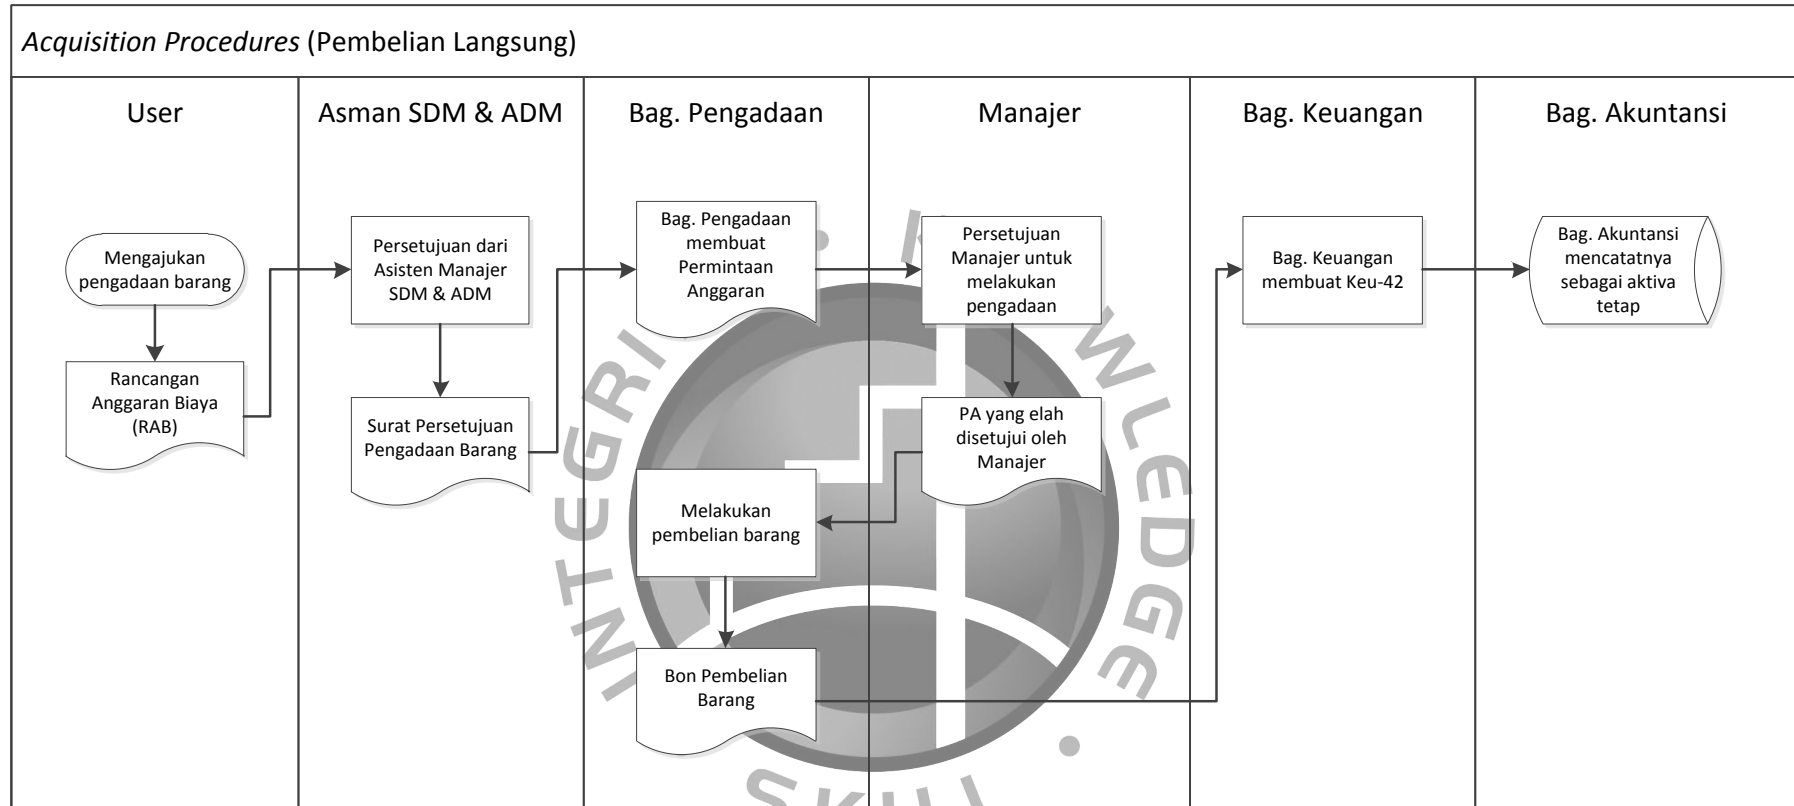 Acquisition Procedures (Pembelian Langsung)
User
Asman SDM & ADM
Bag. Pengadaan
Manajer
Bag. Keuangan
Bag. Akuntansi
Mengajukan
pengadaan barang
Rancangan
Anggaran Biaya
(RAB)
Persetujuan dari
Asisten Manajer
SDM & ADM
Surat Persetujuan
Pengadaan Barang
Bag. Pengadaan
membuat
Permintaan
Anggaran
Persetujuan
Manajer untuk
melakukan
pengadaan
PA yang elah
disetujui oleh
Manajer
Melakukan
pembelian barang
Bon Pembelian
Barang
Bag. Keuangan
membuat Keu-42
Bag. Akuntansi
mencatatnya
sebagai aktiva
tetap
INTEGRI
WLEDGE